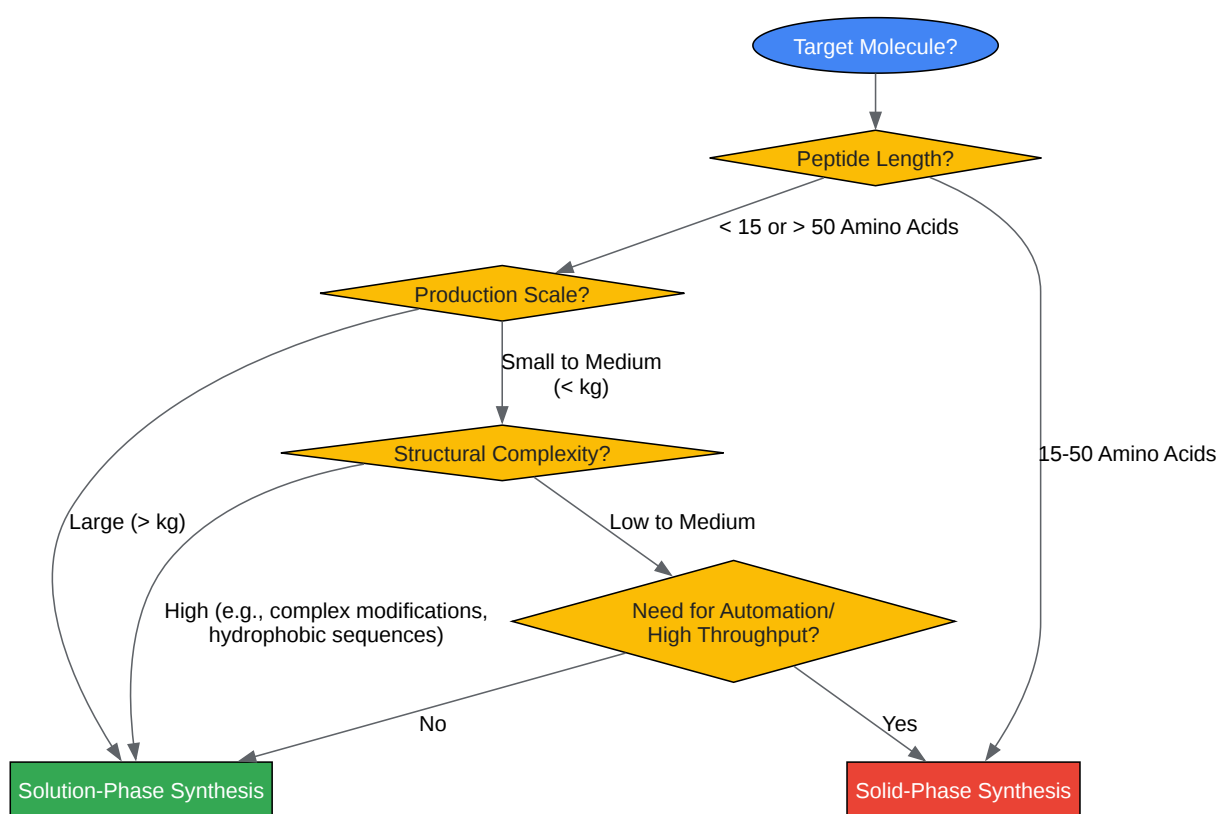 Target Molecule?
Peptide Length?
< 15 or > 50 Amino Acids
Production Scale?
Small to Medium
(< kg)
Structural Complexity?
15-50 Amino Acids
Large (> kg)
Low to Medium
High (e.g., complex modifications,
hydrophobic sequences)
Need for Automation/
High Throughput?
No
Yes
Solution-Phase Synthesis
Solid-Phase Synthesis